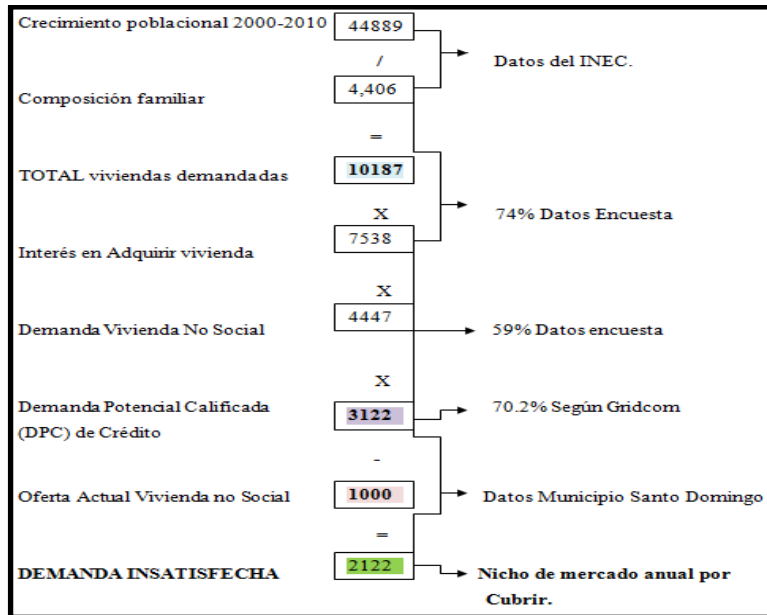 Crecimiento poblacional 2000-2010 44889
/ Datos del INEC.
Composición familiar 4,406
=
TOTAL viviendas demandadas 10187
X 74% Datos Encuesta
Interés en Adquirir vivienda 7538
X
Demanda Vivienda No Social 4447 59% Datos encuesta
X
Demanda Potencial Calificada 3122 70.2% Según Gridcom
(DPC) de Crédito
-
Oferta Actual Vivienda no Social 1000 Datos Municipio Santo Domingo
=
DEMANDA INSATISFECHA 2122 Nicho de mercado anual por
Cubrir.